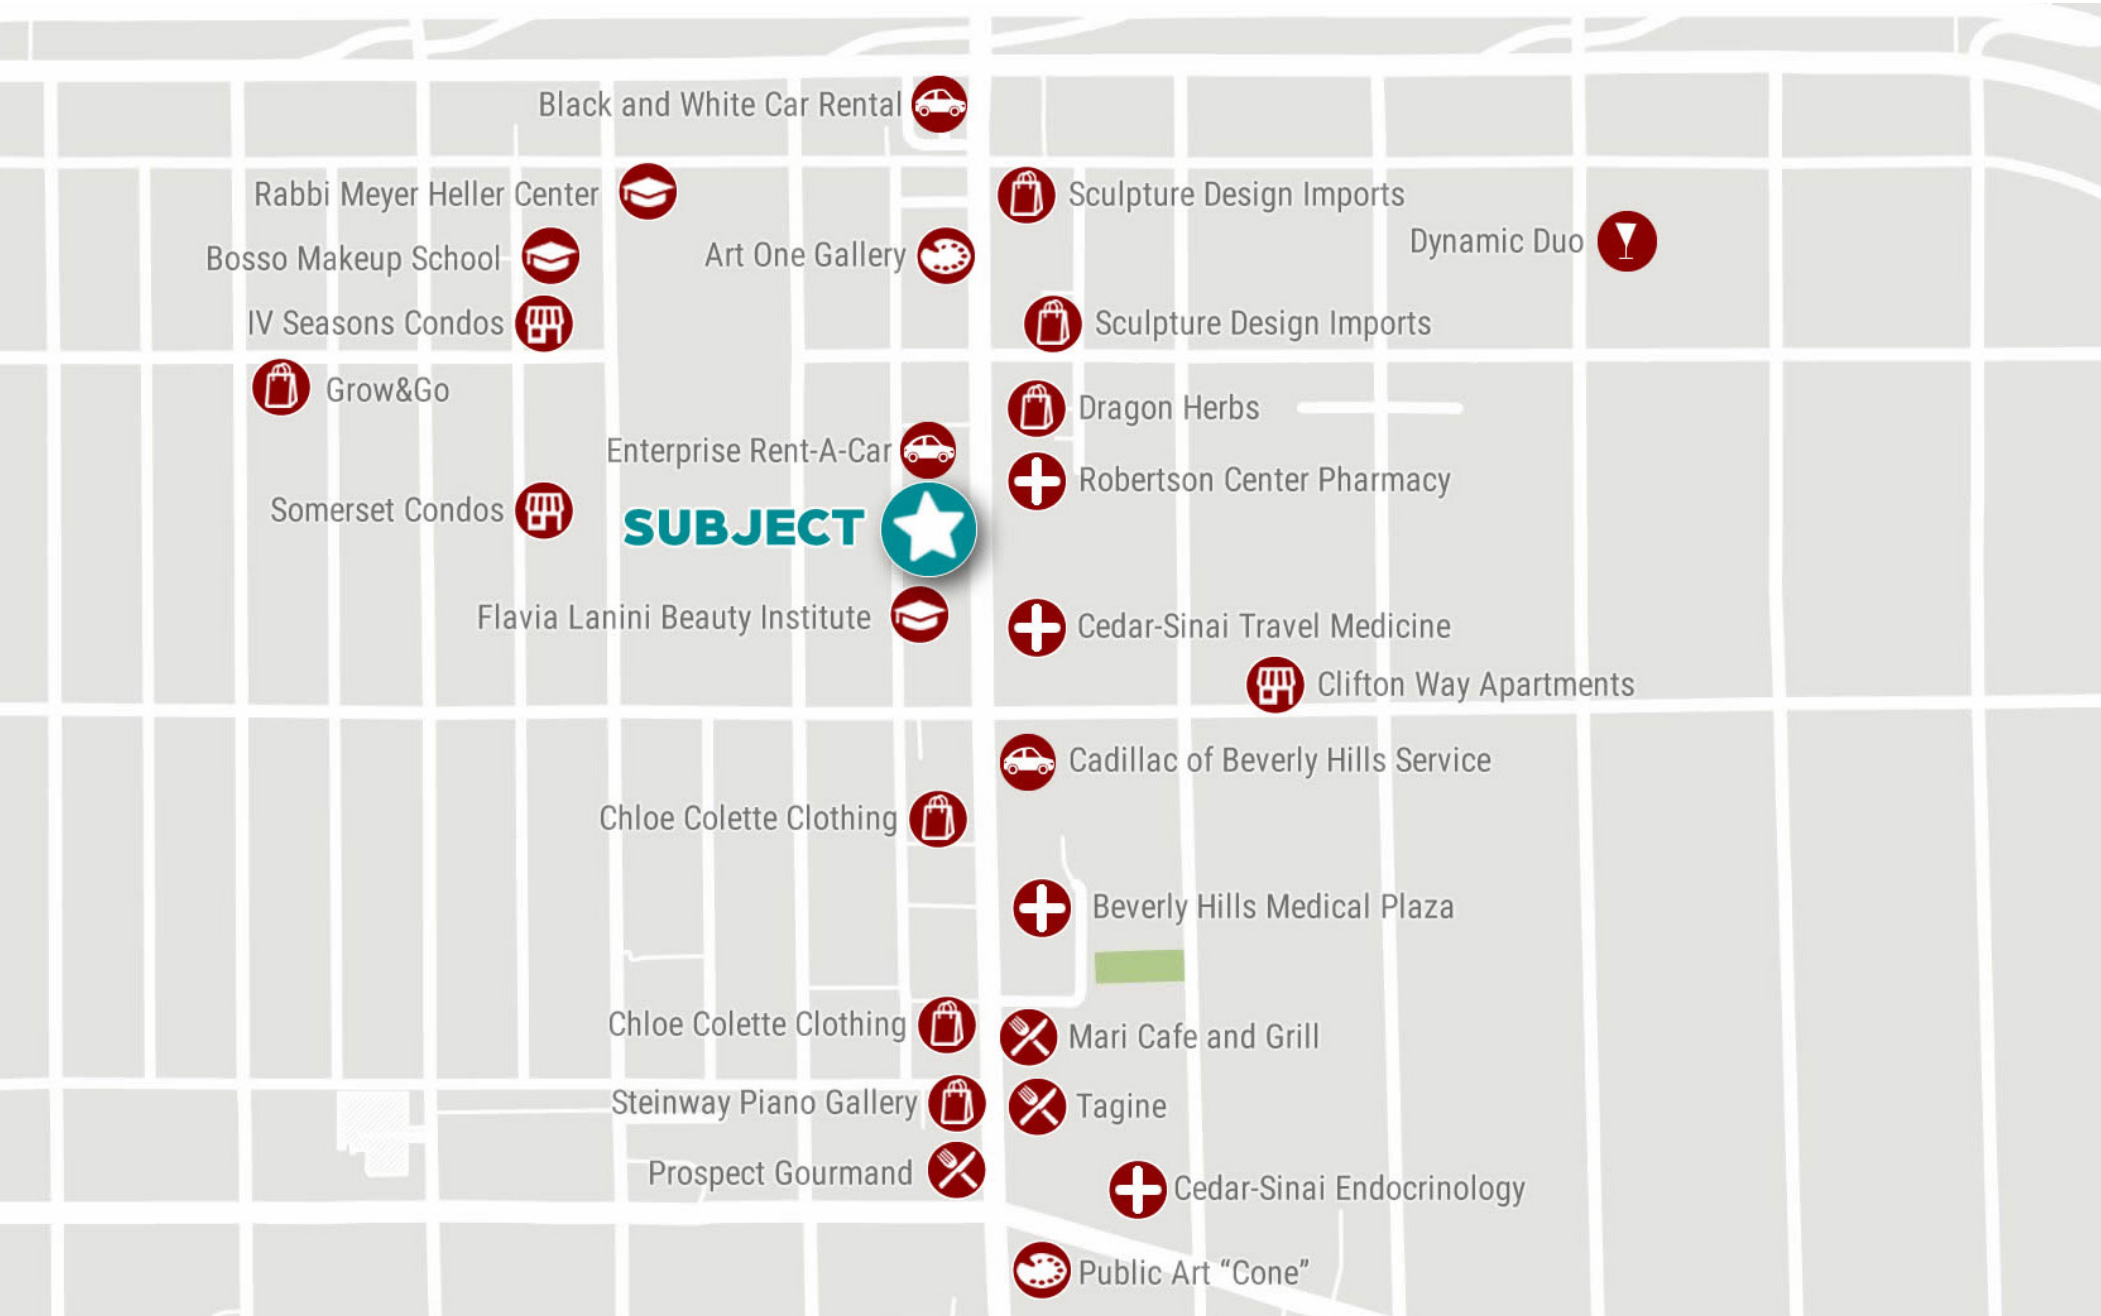 Black and White Car Rental
Rabbi Meyer Heller Center
Sculpture Design Imports
Dynamic Duo
Bosso Makeup School
Art One Gallery
IV Seasons Condos
Sculpture Design Imports
Grow&Go
Dragon Herbs
Enterprise Rent-A-Car
Robertson Center Pharmacy
Somerset Condos
SUBJECT
Flavia Lanini Beauty Institute
Cedar-Sinai Travel Medicine
Clifton Way Apartments
Cadillac of Beverly Hills Service
Chloe Colette Clothing
Beverly Hills Medical Plaza
Chloe Colette Clothing
Mari Cafe and Grill
Steinway Piano Gallery
Tagine
Prospect Gourmand
Cedar-Sinai Endocrinology
Public Art “Cone”